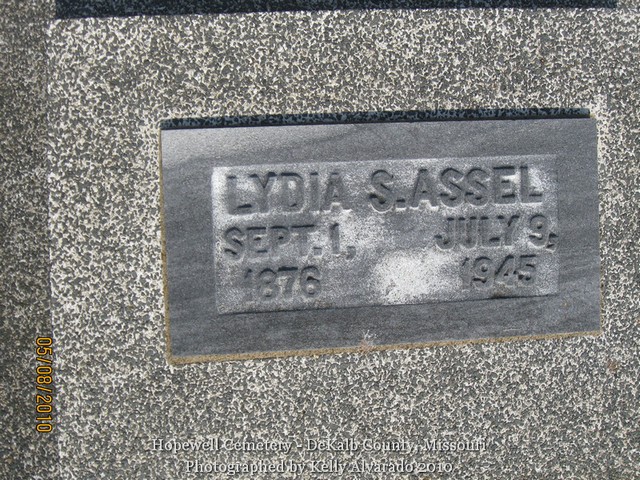 LYDIA S. ASSEL
SEPT. 1, JULY 9,
1876 1945
05/08/2010
Hopewell Cemetery - DeKalb County, Missouri
Photographed by Kelly Alvarado 2010